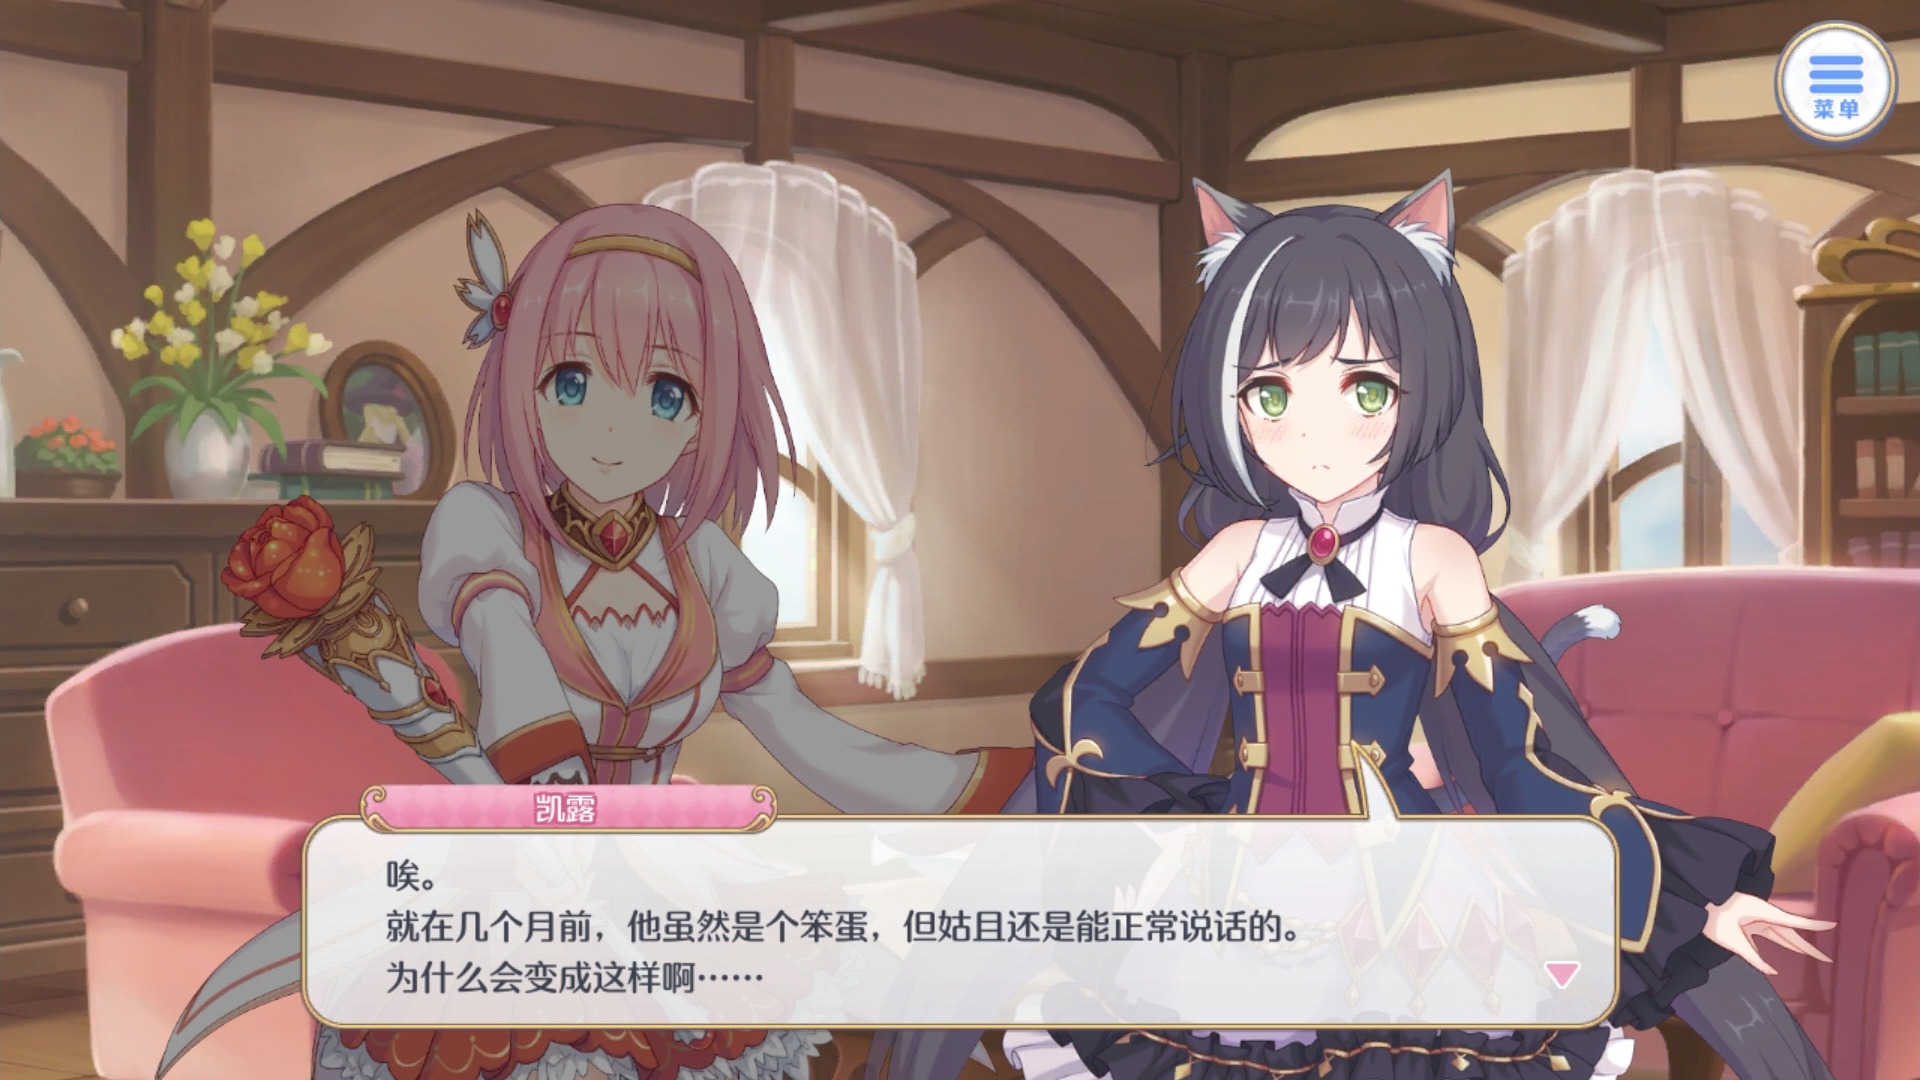 菜单
凯露
唉。
就在几个月前，他虽然是个笨蛋，但姑且还是能正常说话的。
为什么会变成这样啊……